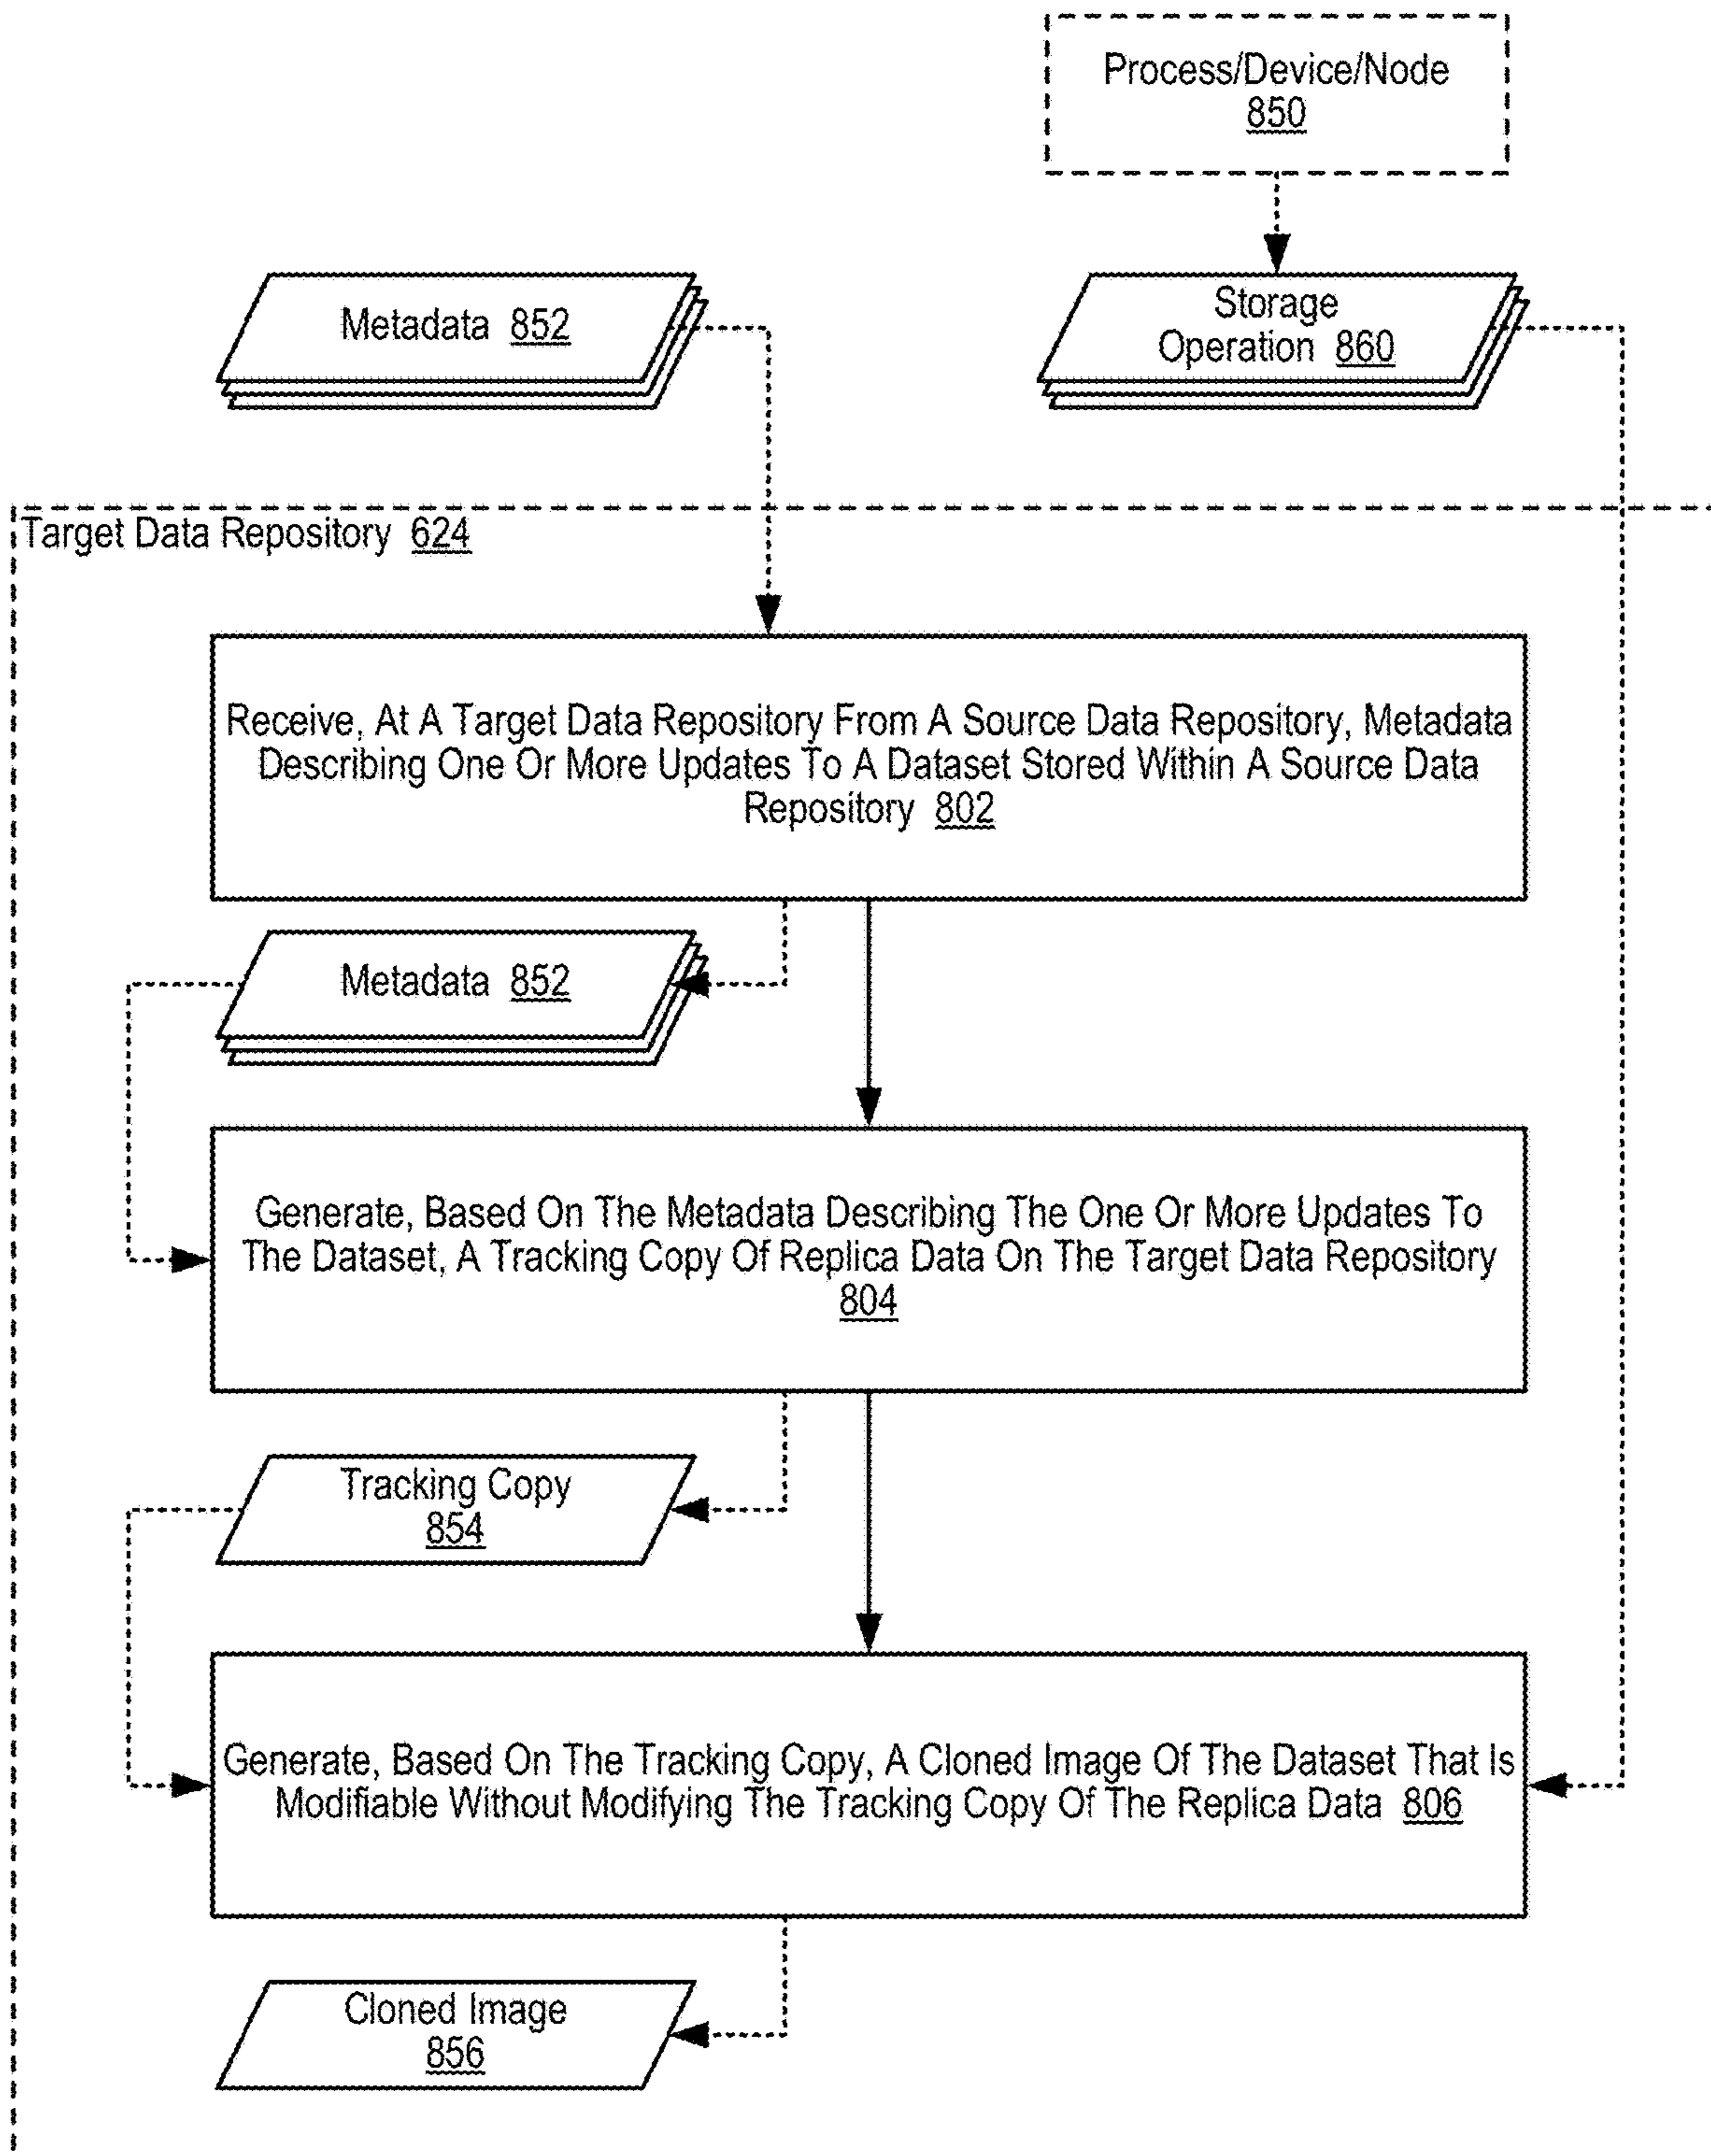 Process/Device/Node
850
Metadata 852
Storage
Operation 860
Target Data Repository 624
Receive, At A Target Data Repository From A Source Data Repository, Metadata
Describing One Or More Updates To A Dataset Stored Within A Source Data
Repository 802
Metadata 852
Generate, Based On The Metadata Describing The One Or More Updates To
The Dataset, A Tracking Copy Of Replica Data On The Target Data Repository
804
Tracking Copy
854
Generate, Based On The Tracking Copy, A Cloned Image Of The Dataset That Is
Modifiable Without Modifying The Tracking Copy Of The Replica Data 806
Cloned Image
856